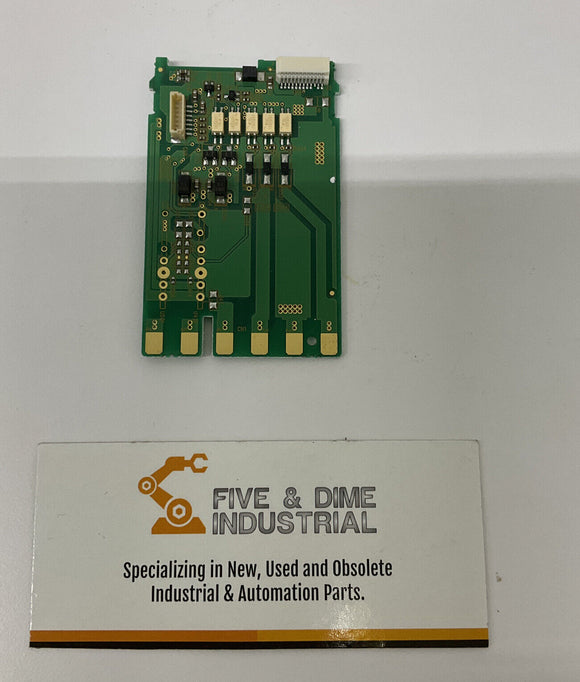 FIVE & DIME
INDUSTRIAL
Specializing in New, Used and Obsolete
Industrial & Automation Parts.